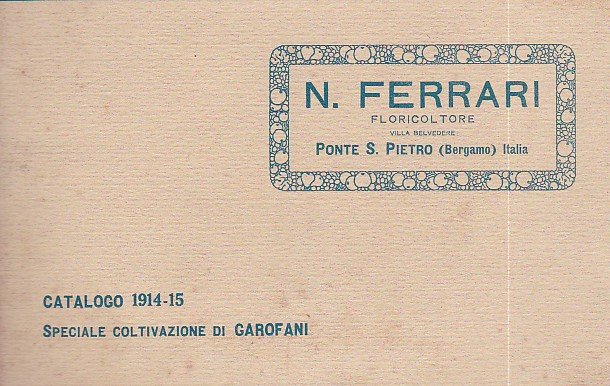 N. FERRARI
FLORICOLTORE
VILLA BELVEDERE
PONTE S. PIETRO (Bergamo) Italia
CATALOGO 1914-15
SPECIALE COLTIVAZIONE DI GAROFANI